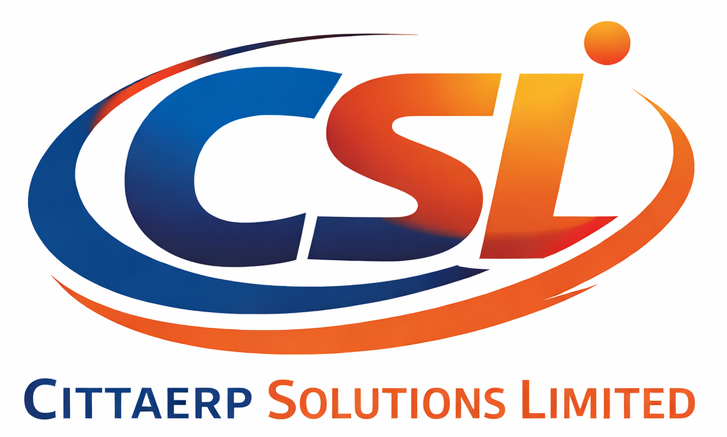 CSL
CITTAERP SOLUTIONS LIMITED